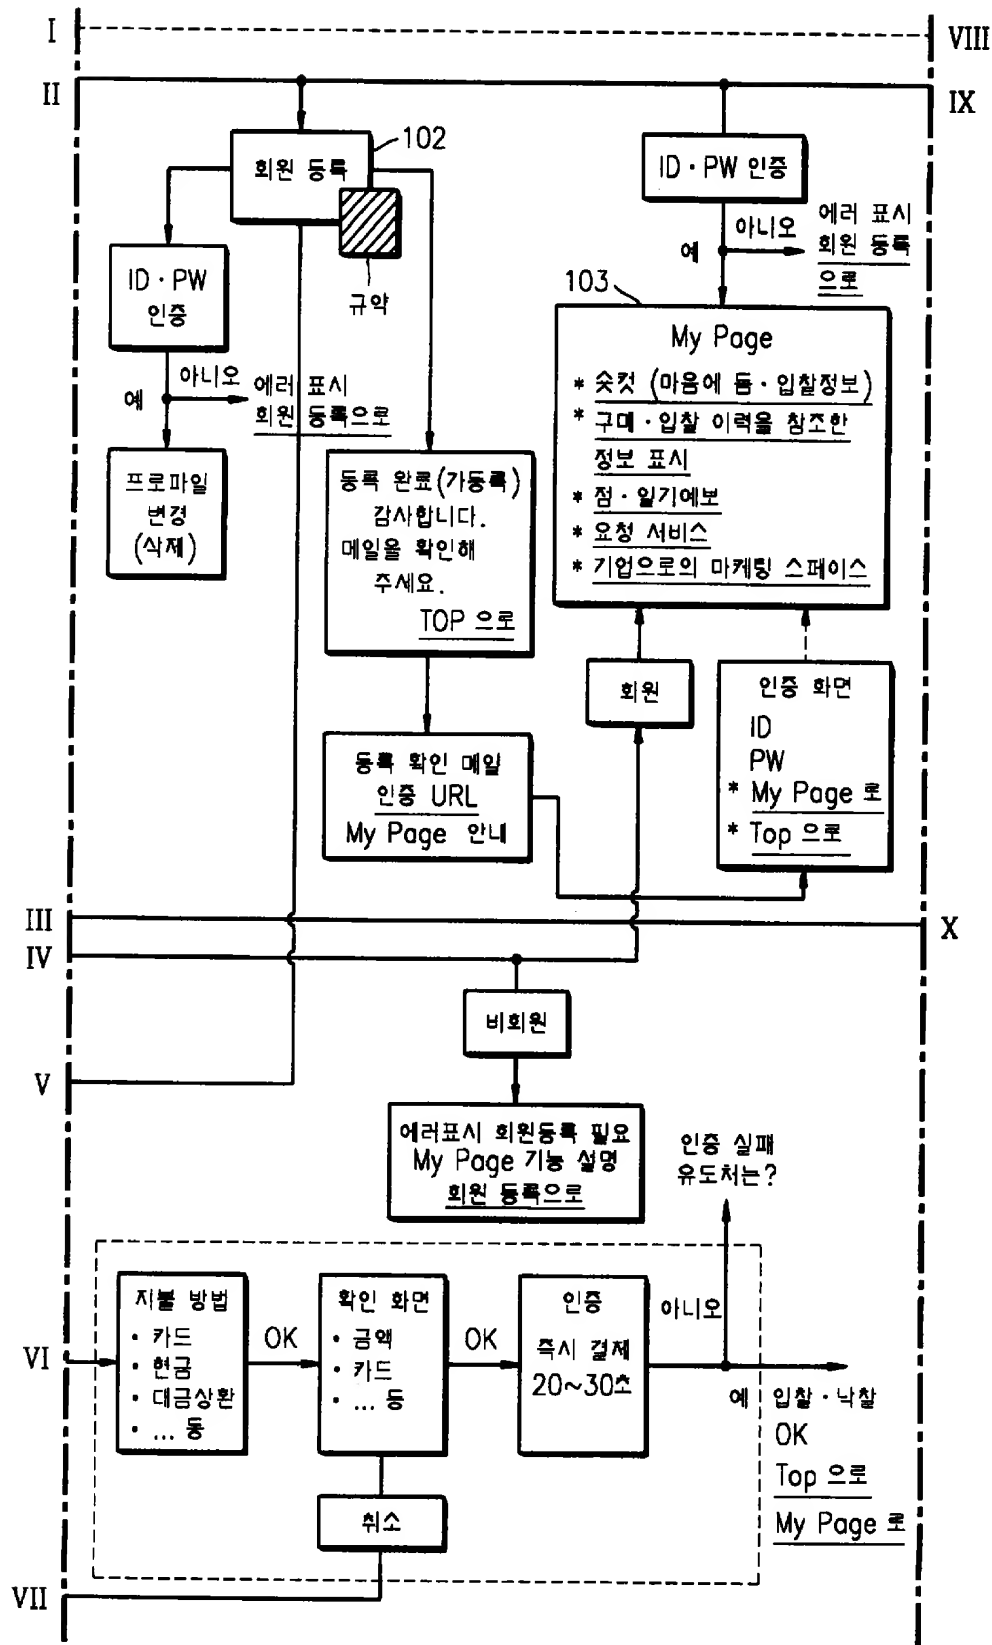 I
VIII
II
IX
102
회원 등록
규약
ID·PW
인증
예
아니오
에러 표시
회원 등록으로
프로파일
변경
(삭제)
등록 완료(가등록)
감사합니다.
메일을 확인해
주세요.
TOP 으로
등록 확인 메일
인증 URL
My Page 안내
ID·PW 인증
예
아니오
에러 표시
회원 등록
으로
103
My Page
* 숏컷 (마음에 듬·입찰정보)
* 구매·입찰 이력을 참조한
정보 표시
* 점·일기예보
* 요청 서비스
* 기업으로의 마케팅 스페이스
회원
인증 화면
ID
PW
* My Page 로
* Top 으로
III
X
IV
비회원
V
에러표시 회원등록 필요
My Page 기능 설명
회원 등록으로
인증 실패
유도처는?
VI
지불 방법
· 카드
· 현금
· 대금상환
· ... 등
OK
확인 화면
· 금액
· 카드
· ... 등
OK
인증
즉시 결제
20~30초
아니오
예
입찰·낙찰
OK
Top 으로
My Page 로
취소
VII